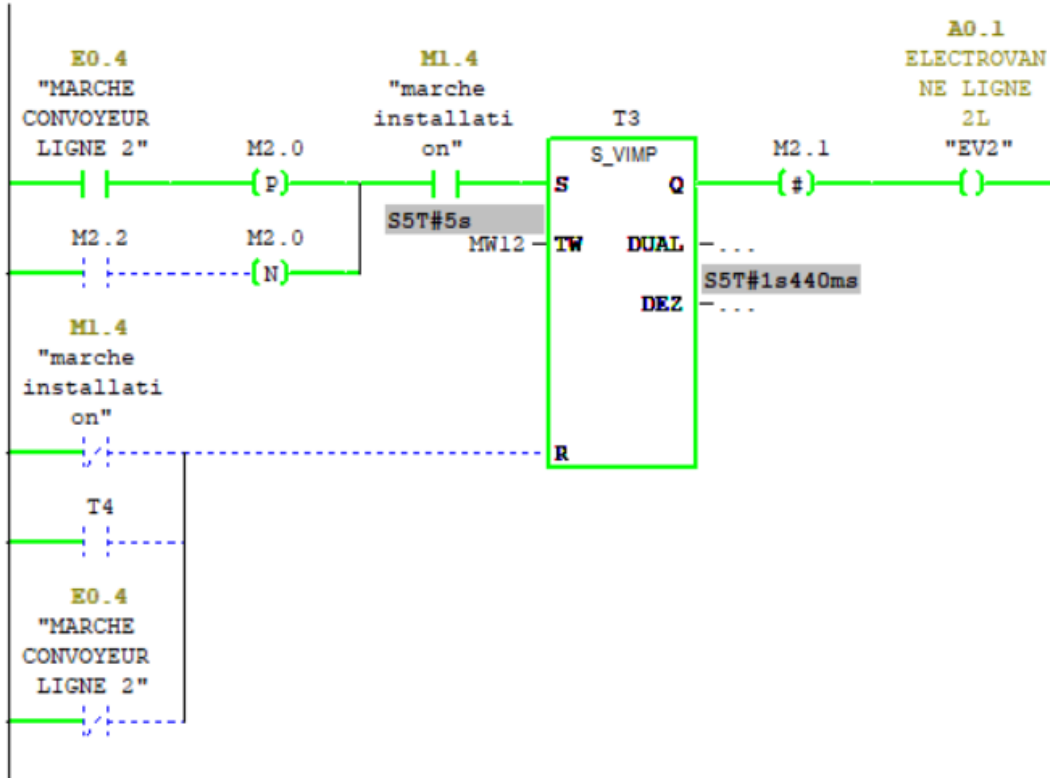 A0.1
ELECTROVAN
NE LIGNE
2L
"EV2"
E0.4
"MARCHE
CONVOYEUR
LIGNE 2"
M2.0
P
M1.4
"marche
installati
on"
T3
S_VIMP
S
Q
M2.1
#
M2.2
M2.0
N
S5T#5s
MW12
TW
DUAL
...
S5T#1s440ms
DEZ
...
M1.4
"marche
installati
on"
R
T4
E0.4
"MARCHE
CONVOYEUR
LIGNE 2"